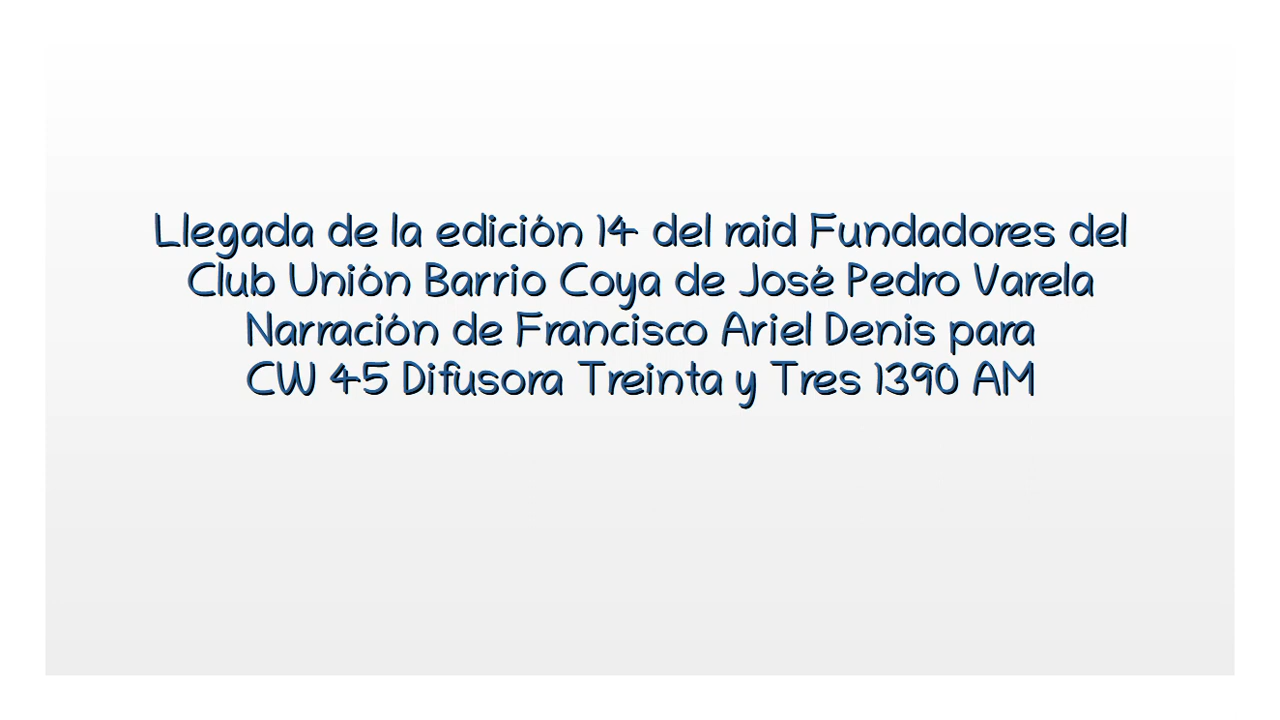 Llegada de la edición 14 del raid Fundadores del
Club Unión Barrio Coya de José Pedro Varela
Narración de Francisco Ariel Denis para
CW 45 Difusora Treinta y Tres 1390 AM